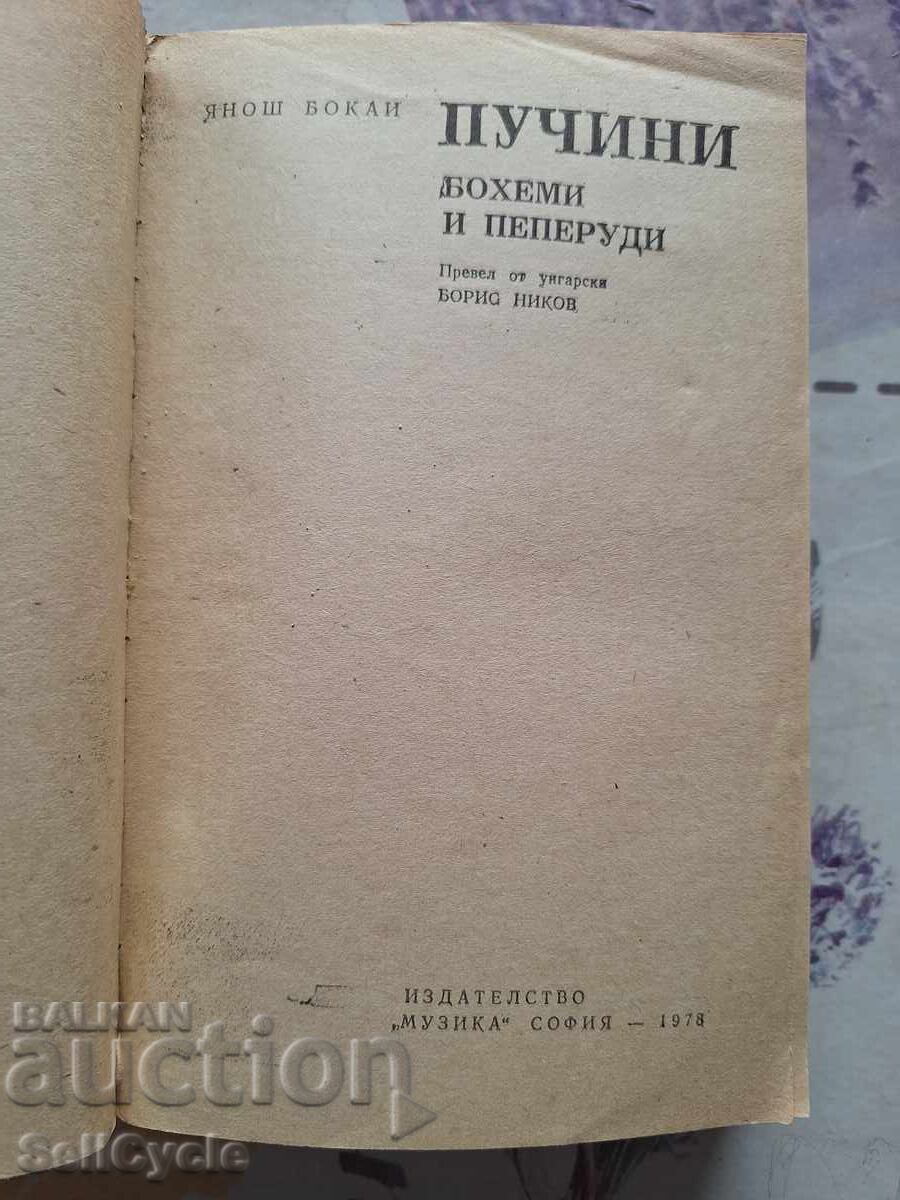 ЯНОШ БОКАИ
ПУЧИНИ
БОХЕМИ
И ПЕПЕРУДИ
Превел от унгарски
БОРИС НИКОВ
ИЗДАТЕЛСТВО
„МУЗИКА“ СОФИЯ — 1978
BALKAN
auction
SellCycle